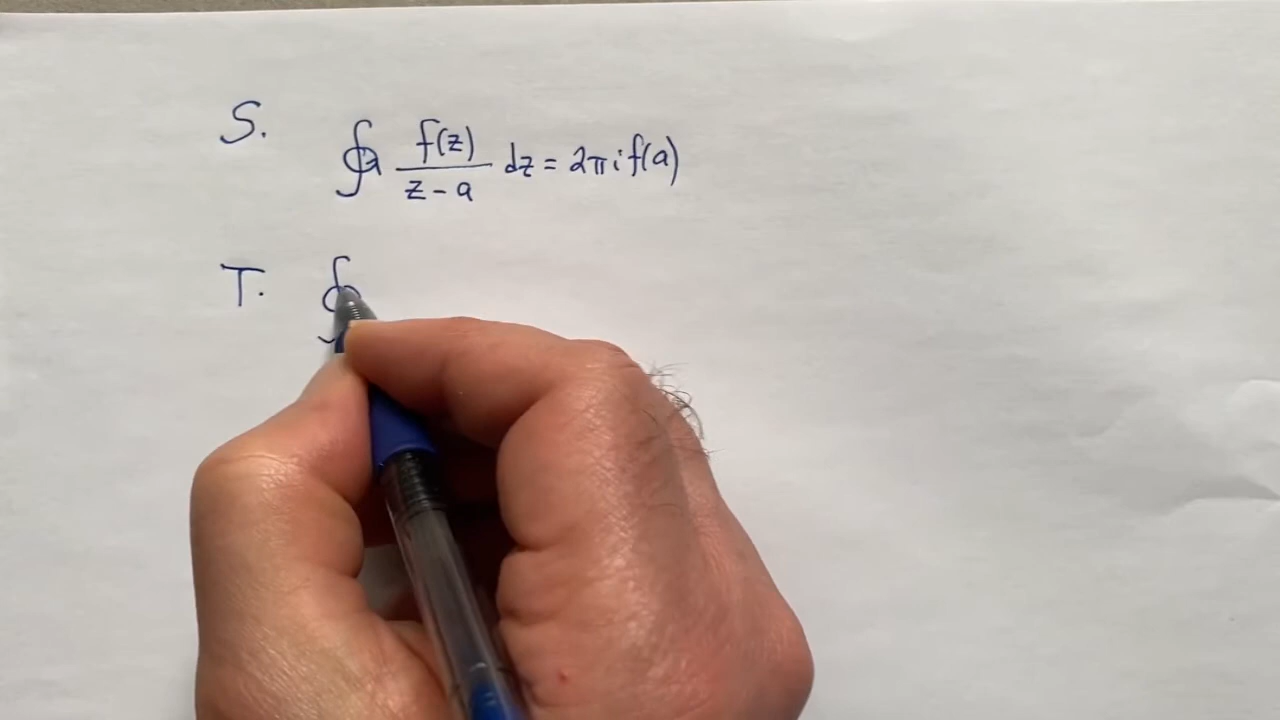 S. ∮ f(z)/(z-a) dz = 2πi f(a)
T. ∮